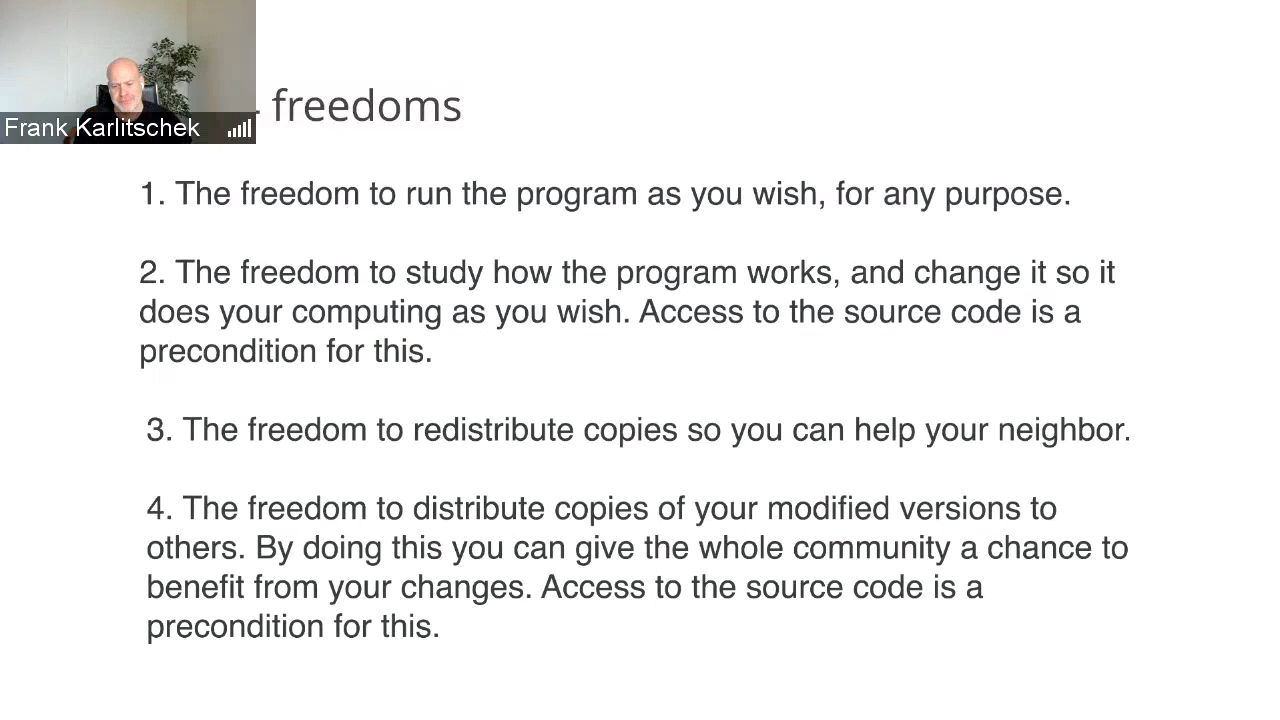 freedoms
Frank Karlitschek
1. The freedom to run the program as you wish, for any purpose.
2. The freedom to study how the program works, and change it so it
does your computing as you wish. Access to the source code is a
precondition for this.
3. The freedom to redistribute copies so you can help your neighbor.
4. The freedom to distribute copies of your modified versions to
others. By doing this you can give the whole community a chance to
benefit from your changes. Access to the source code is a
precondition for this.